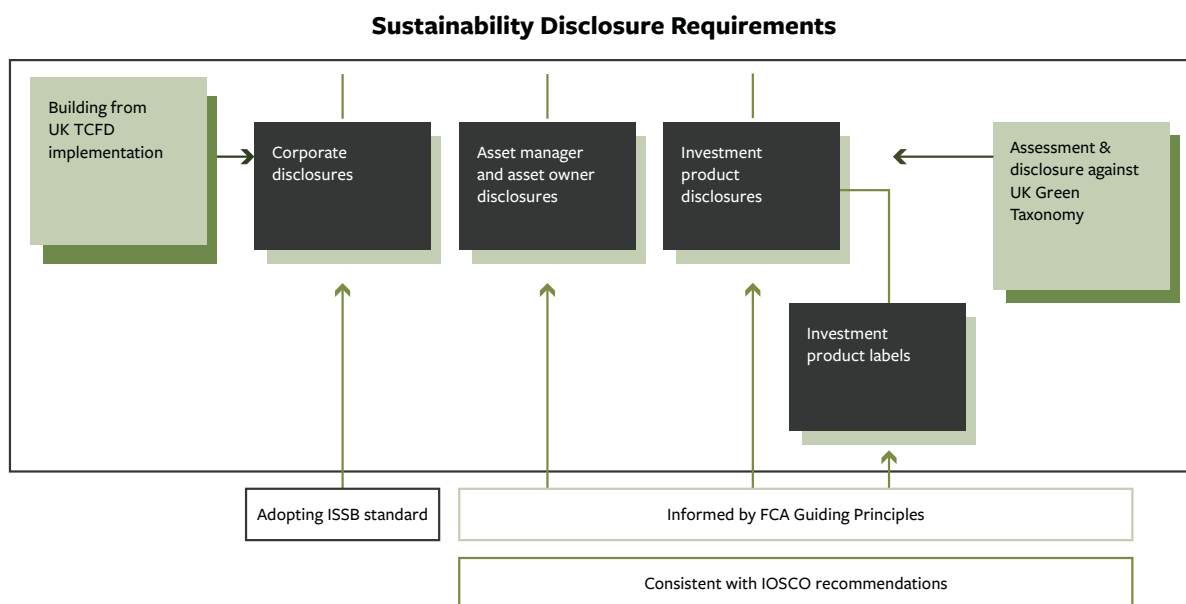 Sustainability Disclosure Requirements
Building from
UK TCFD
implementation
Corporate
disclosures
Asset manager
and asset owner
disclosures
Investment
product
disclosures
Assessment &
disclosure against
UK Green
Taxonomy
Investment
product labels
Adopting ISSB standard
Informed by FCA Guiding Principles
Consistent with IOSCO recommendations